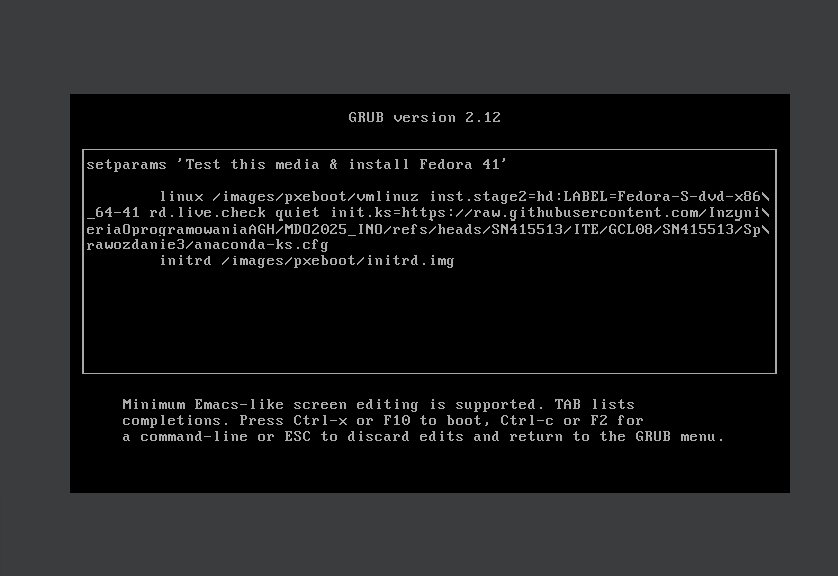 GRUB version 2.12
setparams 'Test this media & install Fedora 41'
linux /images/pxeboot/vmlinuz inst.stage2=hd:LABEL=Fedora-S-dvd-x86\
_64-41 rd.live.check quiet init.ks=https://raw.githubusercontent.com/Inzyni\
eriaOprogramowaniaAGH/MDO2025_INO/refs/heads/SN415513/ITE/GCL08/SN415513/Sp\
rawozdanie3/anaconda-ks.cfg
initrd /images/pxeboot/initrd.img
Minimum Emacs-like screen editing is supported. TAB lists
completions. Press Ctrl-x or F10 to boot, Ctrl-c or F2 for
a command-line or ESC to discard edits and return to the GRUB menu.